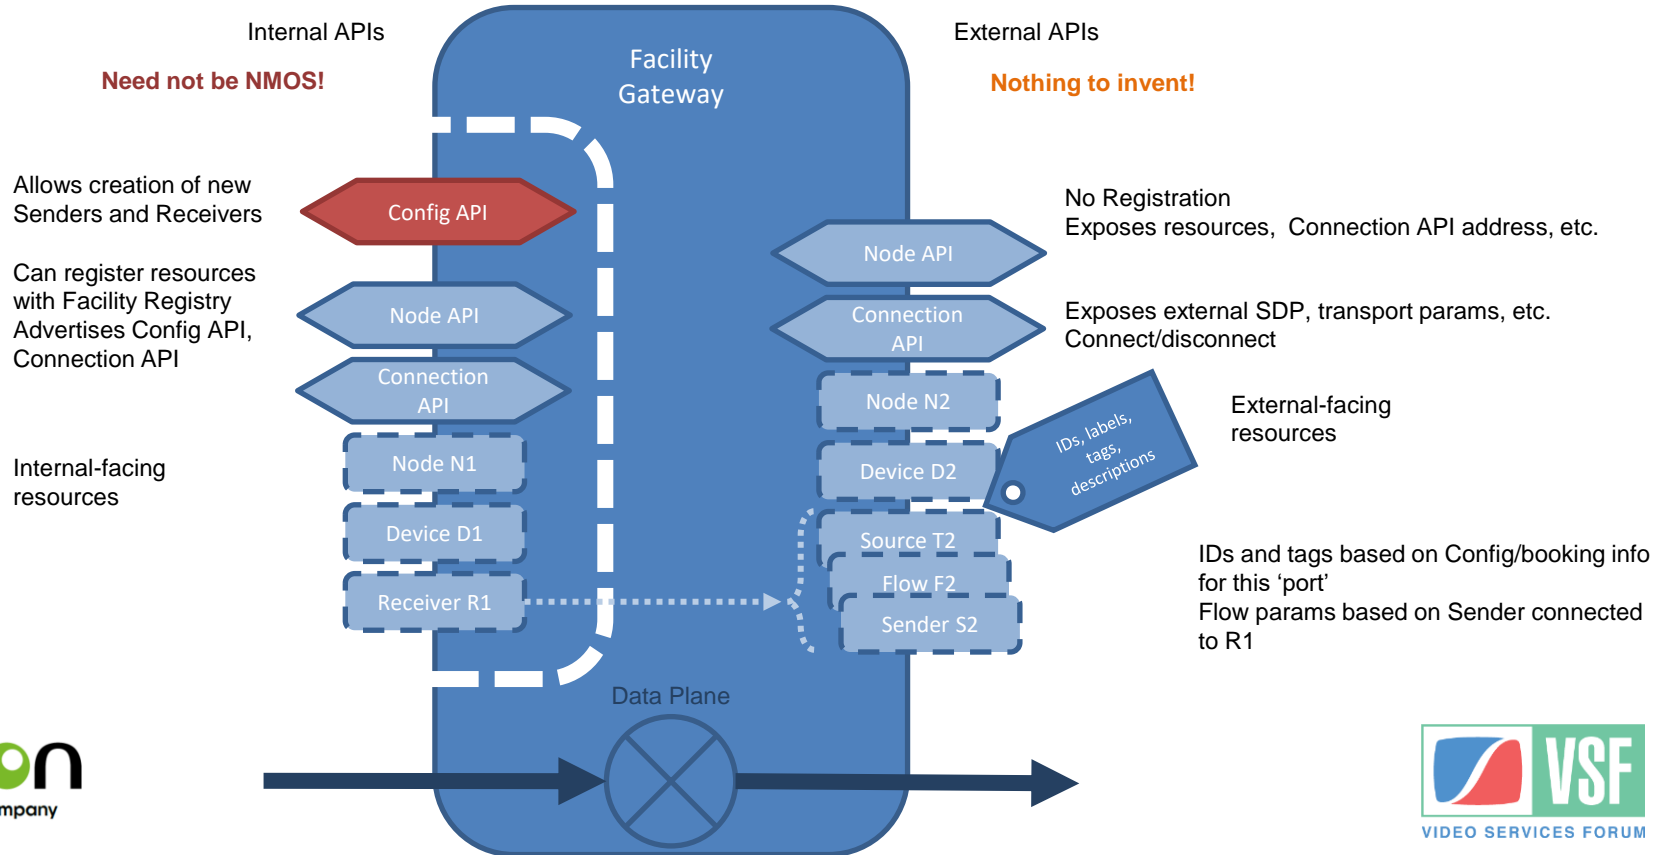 Internal APIs
Need not be NMOS!
Facility
Gateway
External APIs
Nothing to invent!
Allows creation of new
Senders and Receivers
Config API
Can register resources
with Facility Registry
Advertises Config API,
Connection API
Node API
Connection
API
Internal-facing
resources
Node N1
Device D1
Receiver R1
Node API
No Registration
Exposes resources,  Connection API address, etc.
Connection
API
Exposes external SDP, transport params, etc.
Connect/disconnect
Node N2
Device D2
IDs, labels,
tags,
descriptions
External-facing
resources
Source T2
Flow F2
Sender S2
IDs and tags based on Config/booking info
for this ‘port’
Flow params based on Sender connected
to R1
Data Plane
on
mpany
VSF
VIDEO SERVICES FORUM